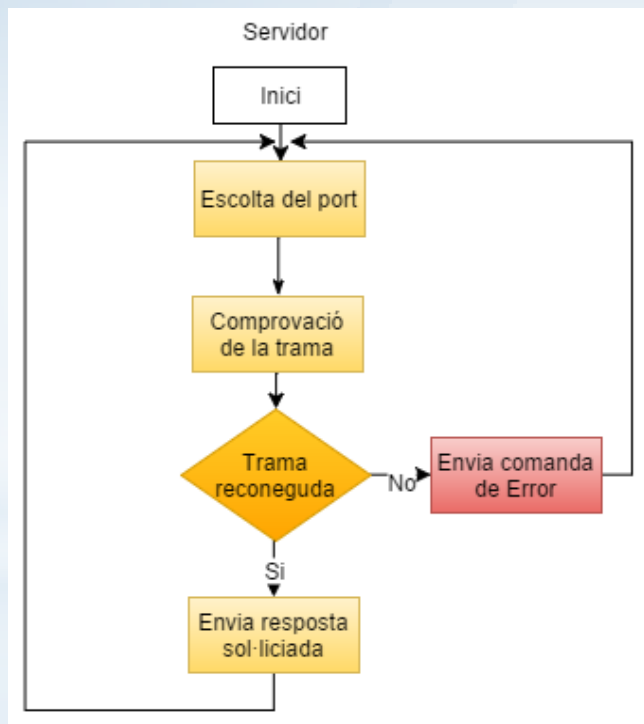 Servidor
Inici
Escolta del port
Comprovació
de la trama
Trama
reconeguda
No
Envia comanda
de Error
Si
Envia resposta
sol·liciada